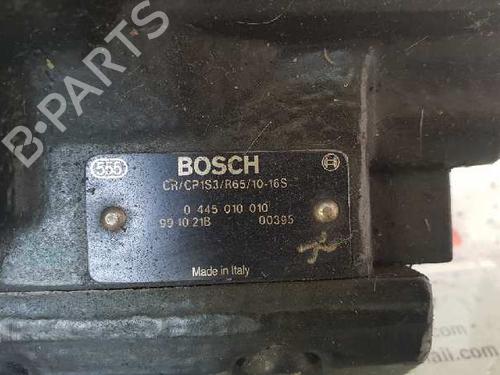 B-PARTS
555 BOSCH
CR/CP1S3/R65/10-16S
0 445 010 010
99 10 21B 00395
Made in Italy